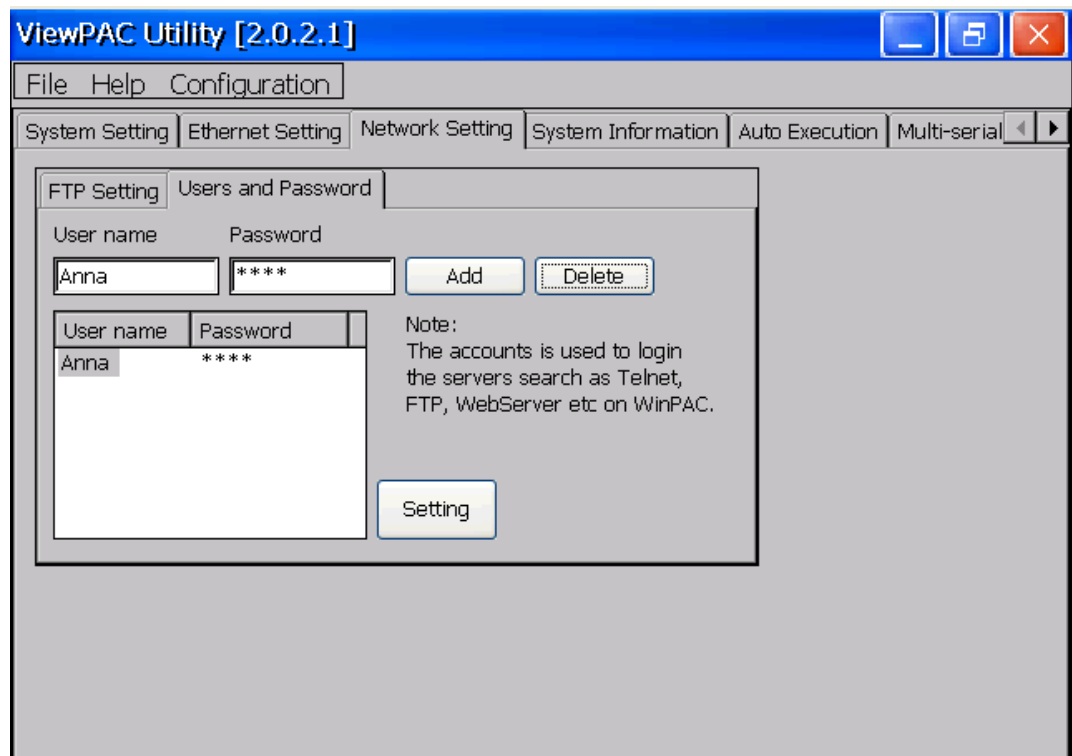 ViewPAC Utility [2.0.2.1]
File Help Configuration
System Setting Ethernet Setting Network Setting System Information Auto Execution Multi-serial
FTP Setting Users and Password
User name Password
Anna **** Add Delete
User name Password
Anna ****
Note:
The accounts is used to login
the servers search as Telnet,
FTP, WebServer etc on WinPAC.
Setting